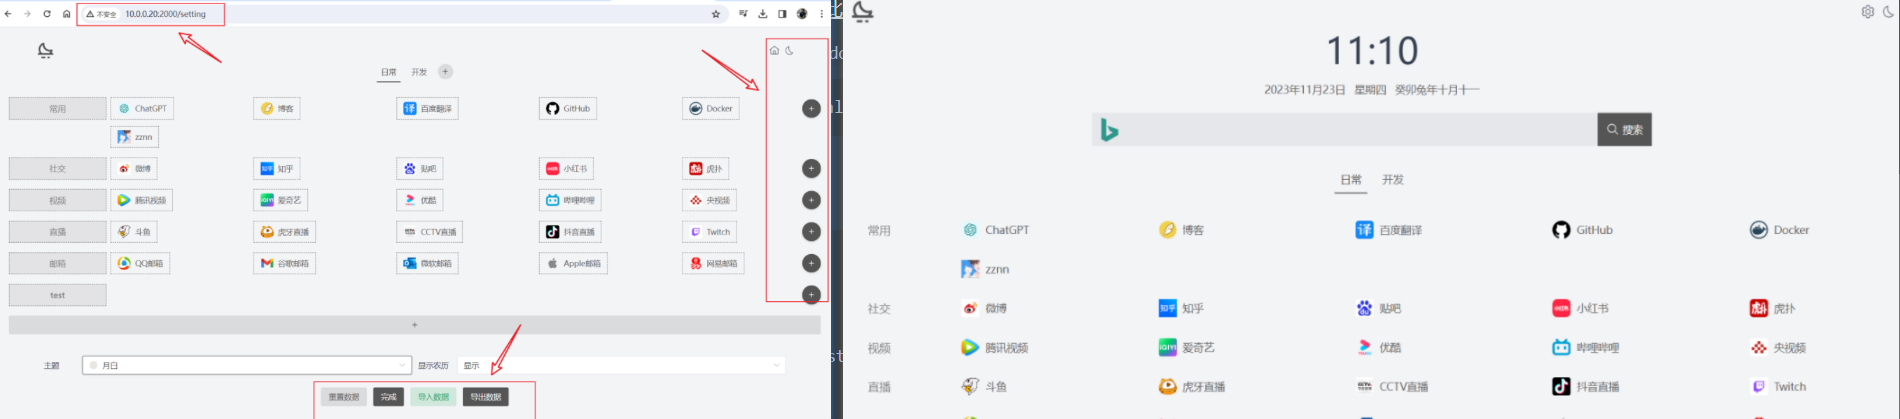 不安全 10.0.0.20:2000/setting
日常 开发
常用 ChatGPT 博客 百度翻译 GitHub Docker
zznn
社交 微博 知乎 贴吧 小红书 虎扑
视频 腾讯视频 爱奇艺 优酷 哔哩哔哩 央视频
直播 斗鱼 虎牙直播 CCTV直播 抖音直播 Twitch
邮箱 QQ邮箱 谷歌邮箱 微软邮箱 Apple邮箱 网易邮箱
test
+
主题 月白 显示农历 显示
重置数据 完成 导入数据 导出数据
11:10
2023年11月23日 星期四 癸卯兔年十月十一
搜索
日常 开发
常用 ChatGPT 博客 百度翻译 GitHub Docker
zznn
社交 微博 知乎 贴吧 小红书 虎扑
视频 腾讯视频 爱奇艺 优酷 哔哩哔哩 央视频
直播 斗鱼 虎牙直播 CCTV直播 抖音直播 Twitch